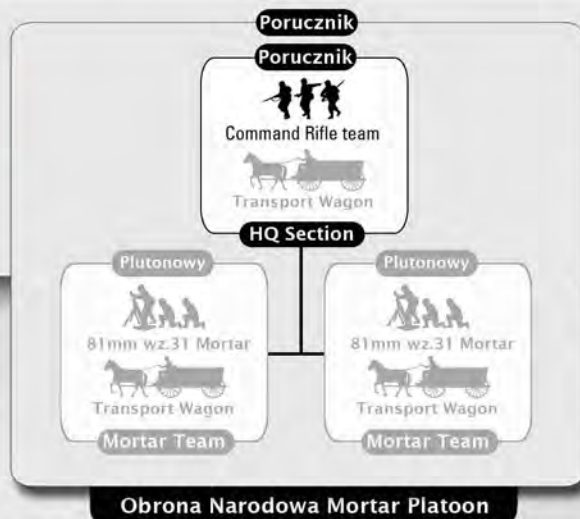 Porucznik
Porucznik
Command Rifle team
Transport Wagon
HQ Section
Plutonowy
Plutonowy
81mm wz.31 Mortar
81mm wz.31 Mortar
Transport Wagon
Transport Wagon
Mortar Team
Mortar Team
Obrona Narodowa Mortar Platoon